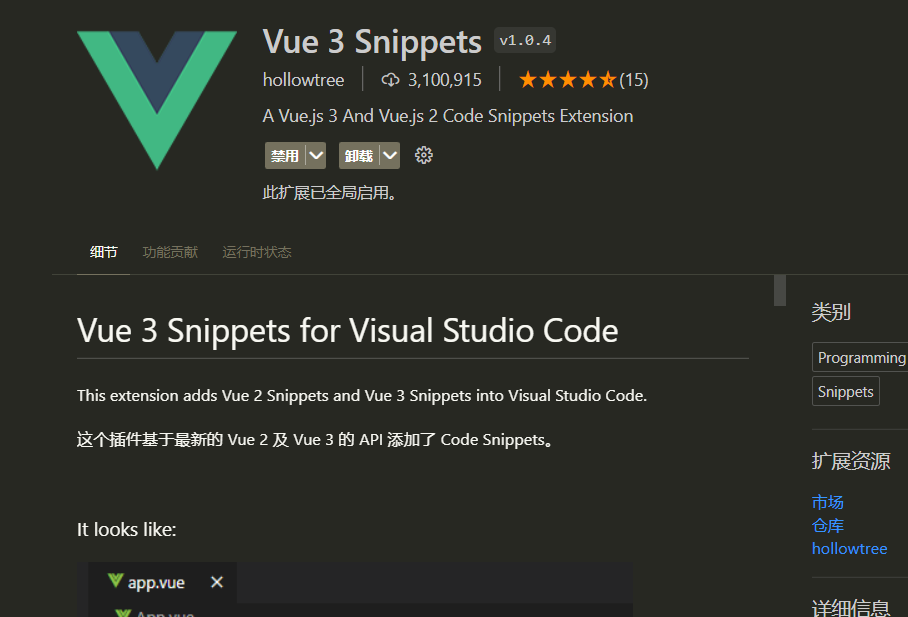 Vue 3 Snippets v1.0.4
hollowtree 3,100,915 (15)
A Vue.js 3 And Vue.js 2 Code Snippets Extension
禁用 卸载
此扩展已全局启用。
细节 功能贡献 运行时状态
Vue 3 Snippets for Visual Studio Code
This extension adds Vue 2 Snippets and Vue 3 Snippets into Visual Studio Code.
这个插件基于最新的 Vue 2 及 Vue 3 的 API 添加了 Code Snippets。
It looks like:
app.vue
App.vue
类别
Programming
Snippets
扩展资源
市场
仓库
hollowtree
详细信息